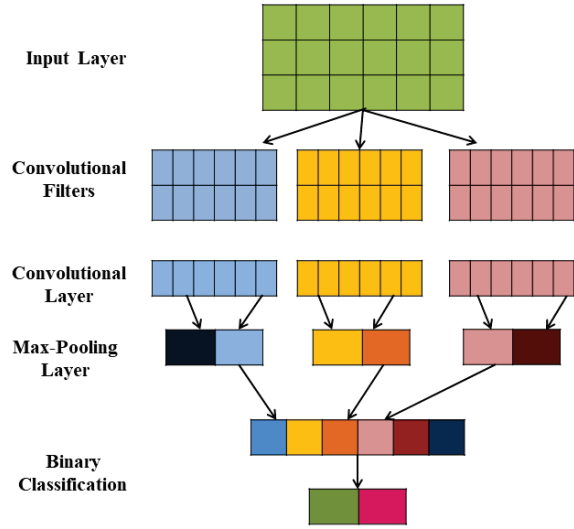 Input Layer
Convolutional
Filters
Convolutional
Layer
Max-Pooling
Layer
Binary
Classification